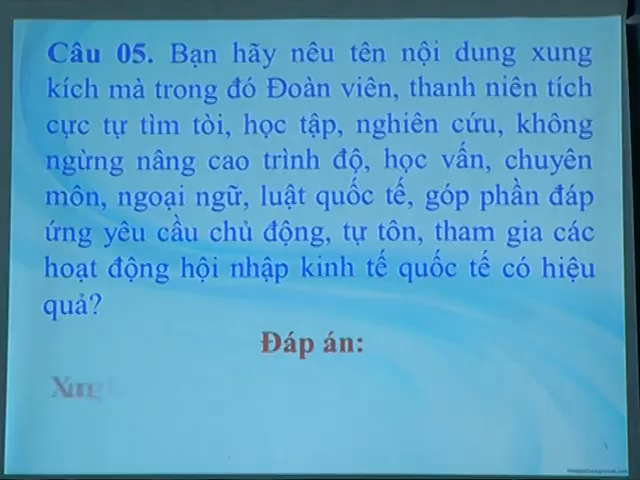 Câu 05. Bạn hãy nêu tên nội dung xung
kích mà trong đó Đoàn viên, thanh niên tích
cực tự tìm tòi, học tập, nghiên cứu, không
ngừng nâng cao trình độ, học vấn, chuyên
môn, ngoại ngữ, luật quốc tế, góp phần đáp
ứng yêu cầu chủ động, tự tôn, tham gia các
hoạt động hội nhập kinh tế quốc tế có hiệu
quả?
Đáp án:
Xung